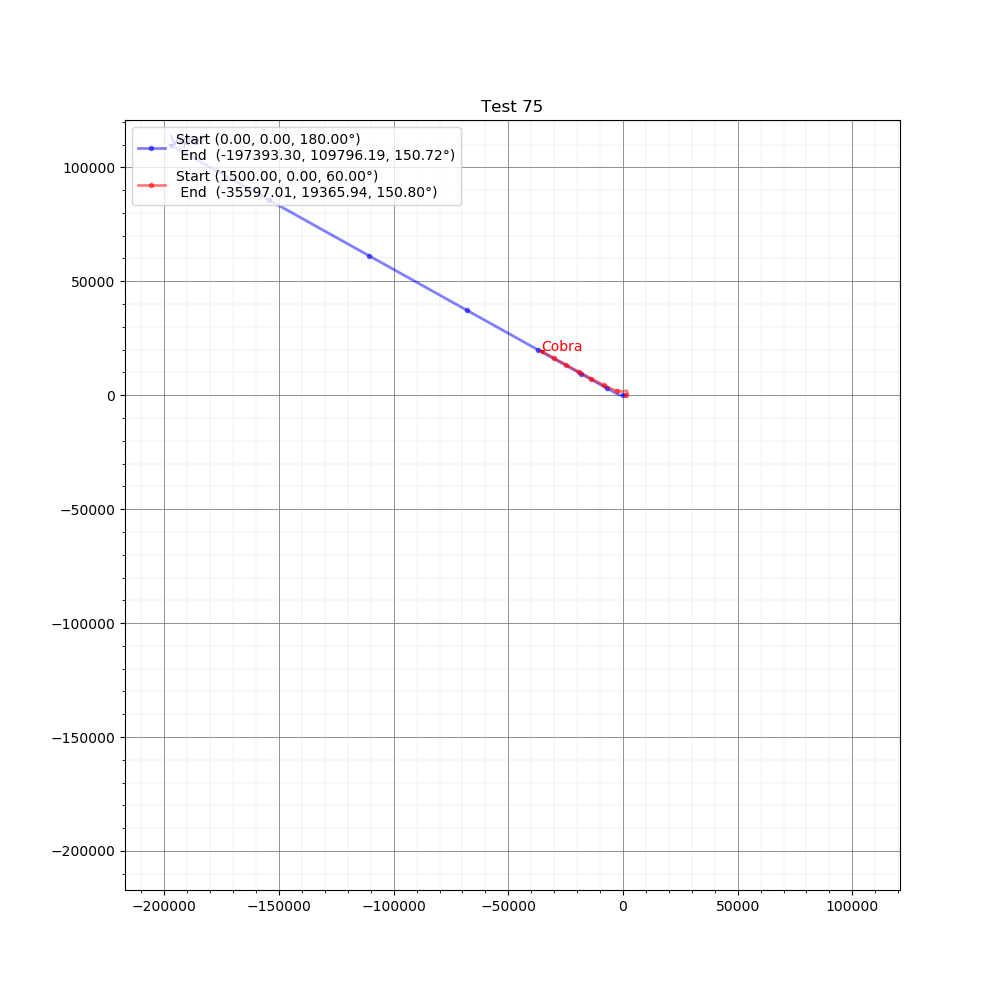 Test 75
Start (0.00, 0.00, 180.00°)
End (-197393.30, 109796.19, 150.72°)
Start (1500.00, 0.00, 60.00°)
End (-35597.01, 19365.94, 150.80°)
100000
50000
Cobra
0
−50000
−100000
−150000
−200000
−200000 −150000 −100000 −50000 0 50000 100000